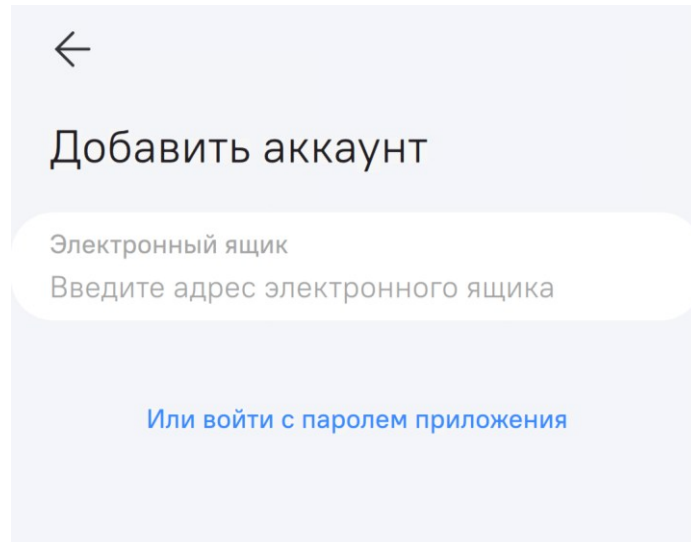 Добавить аккаунт
Электронный ящик
Введите адрес электронного ящика
Или войти с паролем приложения